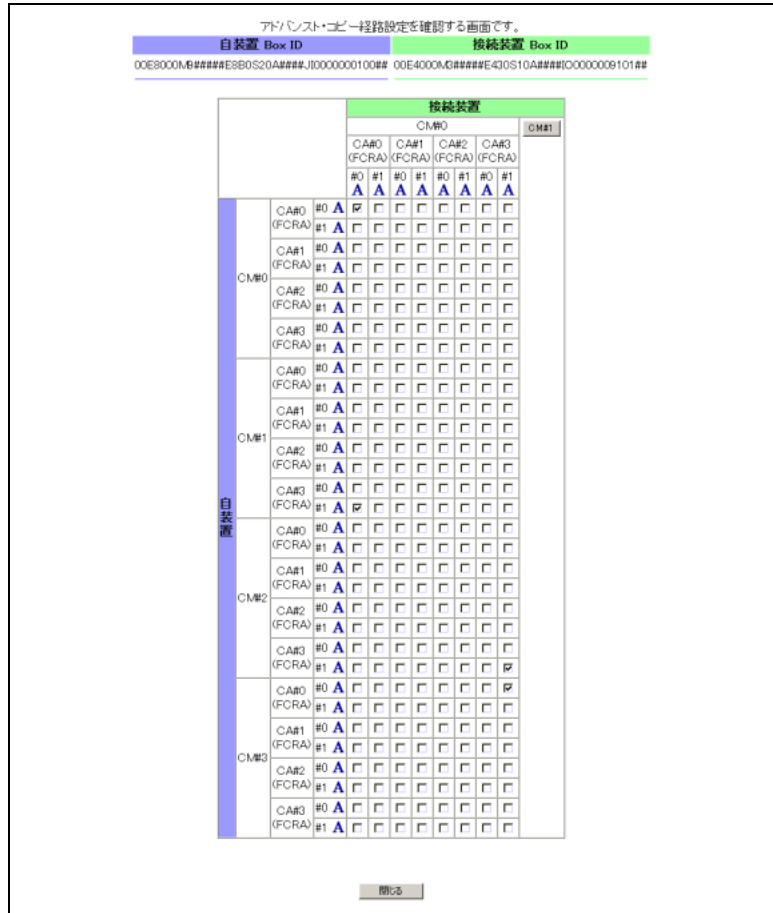 アドバンスト・コピー経路設定を確認する画面です。
自装置 Box ID 接続装置 Box ID
00E8000M9#####E8B0S20A####JI0000000100## 00E4000M3#####E430S10A####IO0000009101##
接続装置
CM#0 CM#1
CA#0 CA#1 CA#2 CA#3
(FCRA) (FCRA) (FCRA) (FCRA)
#0 #1 #0 #1 #0 #1 #0 #1
A A A A A A A A
自装置
CM#0
CA#0 #0 A
(FCRA) #1 A
CA#1 #0 A
(FCRA) #1 A
CA#2 #0 A
(FCRA) #1 A
CA#3 #0 A
(FCRA) #1 A
CM#1
CA#0 #0 A
(FCRA) #1 A
CA#1 #0 A
(FCRA) #1 A
CA#2 #0 A
(FCRA) #1 A
CA#3 #0 A
(FCRA) #1 A
CM#2
CA#0 #0 A
(FCRA) #1 A
CA#1 #0 A
(FCRA) #1 A
CA#2 #0 A
(FCRA) #1 A
CA#3 #0 A
(FCRA) #1 A
CM#3
CA#0 #0 A
(FCRA) #1 A
CA#1 #0 A
(FCRA) #1 A
CA#2 #0 A
(FCRA) #1 A
CA#3 #0 A
(FCRA) #1 A
閉じる